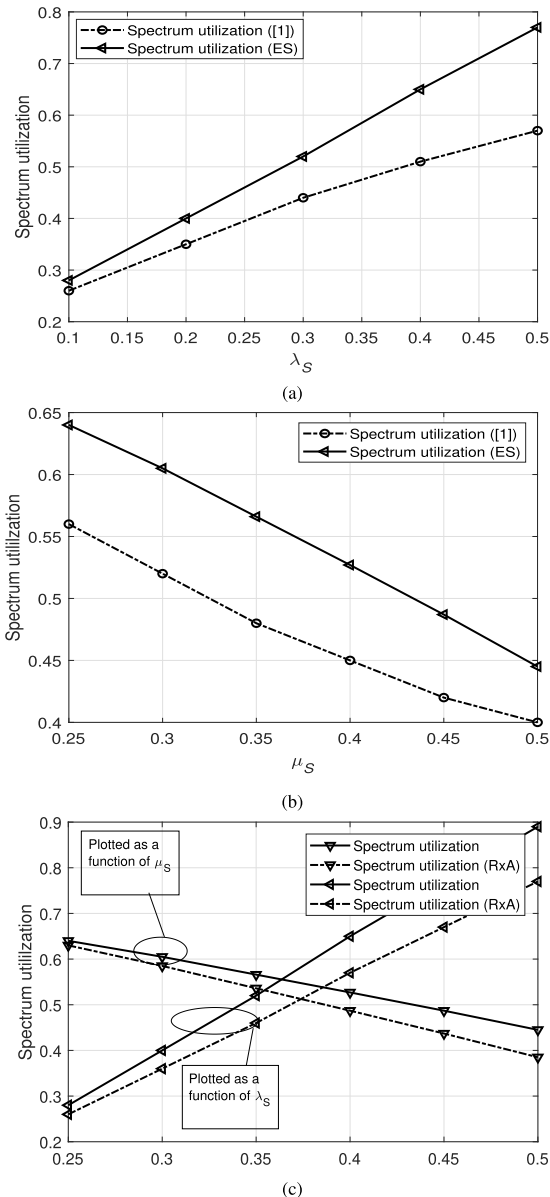 0.8
Spectrum utilization ([1])
Spectrum utilization (ES)
0.7
0.6
0.5
0.4
0.3
0.2
Spectrum utilization
0.1 0.15 0.2 0.25 0.3 0.35 0.4 0.45 0.5
λ_S
(a)
0.65
Spectrum utilization ([1])
Spectrum utilization (ES)
0.6
0.55
0.5
0.45
0.4
Spectrum utililzation
0.25 0.3 0.35 0.4 0.45 0.5
μ_S
(b)
0.9
Plotted as a
function of μ_S
Spectrum utilization
Spectrum utilization (RxA)
Spectrum utilization
Spectrum utilization (RxA)
0.8
0.7
0.6
0.5
0.4
0.3
0.2
Spectrum utililzation
Plotted as a
function of λ_S
0.25 0.3 0.35 0.4 0.45 0.5
(c)